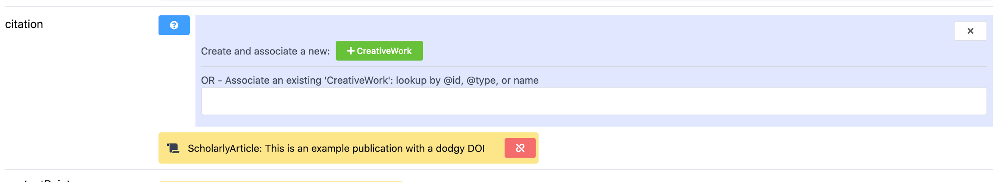 citation
Create and associate a new: + CreativeWork
OR - Associate an existing 'CreativeWork': lookup by @id, @type, or name
ScholarlyArticle: This is an example publication with a dodgy DOI